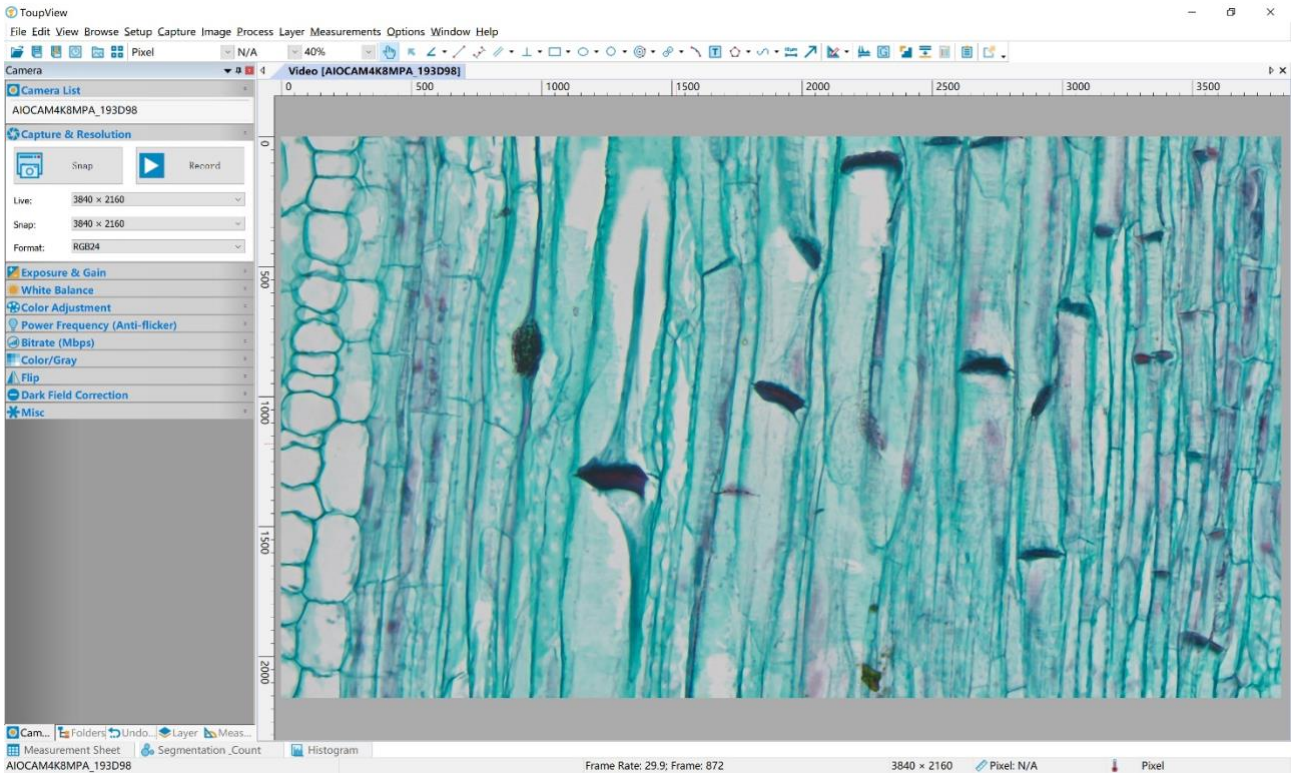 ToupView
File Edit View Browse Setup Capture Image Process Layer Measurements Options Window Help
Pixel N/A 40%
Camera
Video [AIOCAM4K8MPA_193D98]
Camera List
AIOCAM4K8MPA_193D98
Capture & Resolution
Snap Record
Live: 3840 × 2160
Snap: 3840 × 2160
Format: RGB24
Exposure & Gain
White Balance
Color Adjustment
Power Frequency (Anti-flicker)
Bitrate (Mbps)
Color/Gray
Flip
Dark Field Correction
Misc
0 500 1000 1500 2000 2500 3000 3500
0
500
1000
1500
2000
Cam... Folders Undo... Layer Meas...
Measurement Sheet Segmentation_Count Histogram
AIOCAM4K8MPA_193D98 Frame Rate: 29.9; Frame: 872 3840 × 2160 Pixel: N/A Pixel